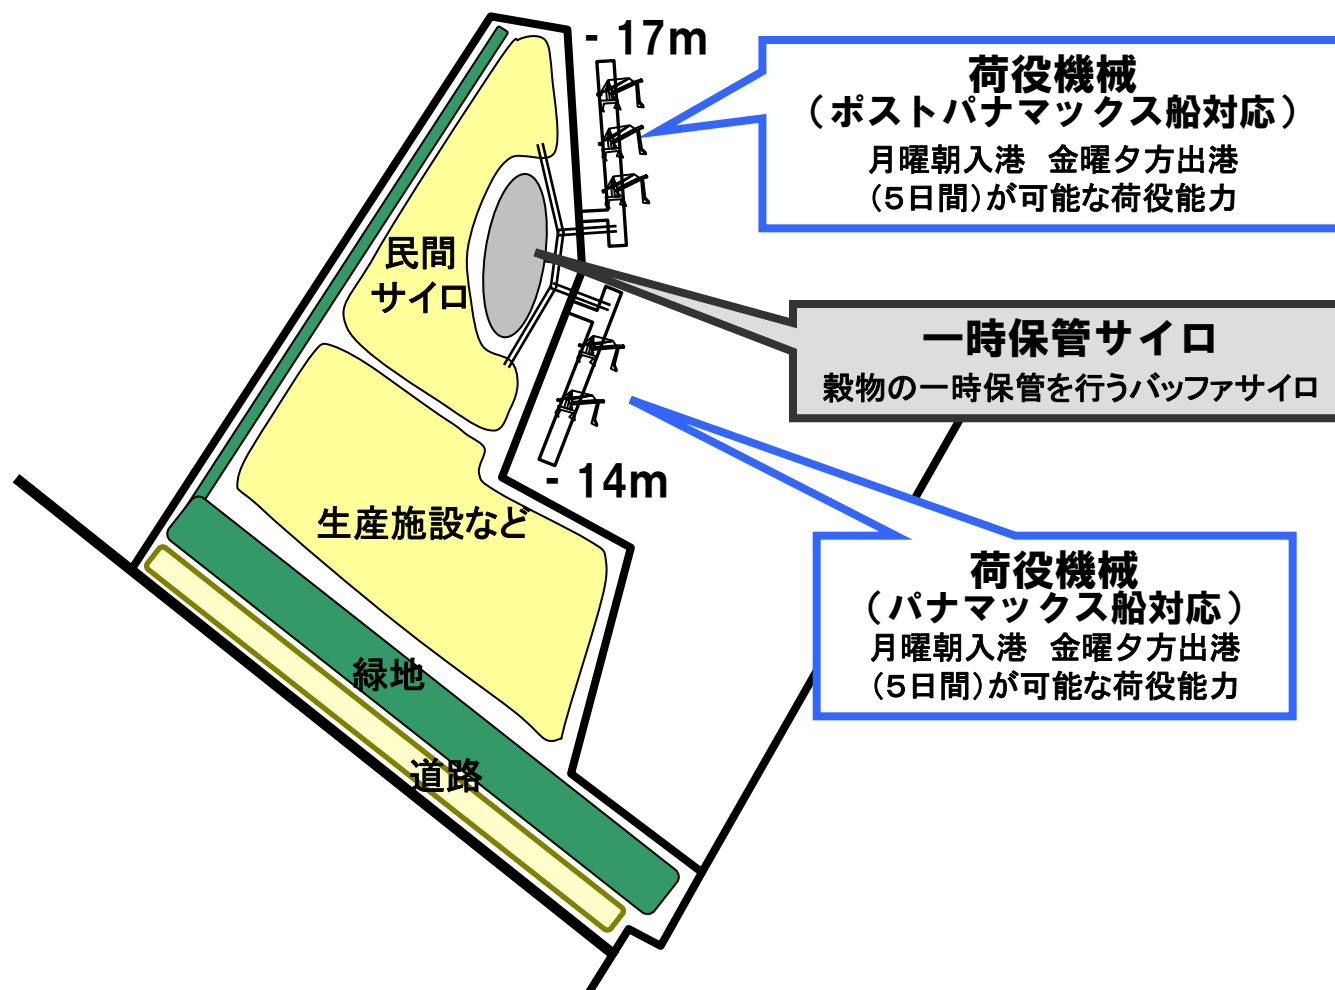 - 17m
荷役機械
（ポストパナマックス船対応）
月曜朝入港　金曜夕方出港
（5日間）が可能な荷役能力
民間
サイロ
一時保管サイロ
穀物の一時保管を行うバッファサイロ
- 14m
生産施設など
荷役機械
（パナマックス船対応）
月曜朝入港　金曜夕方出港
（5日間）が可能な荷役能力
緑地
道路